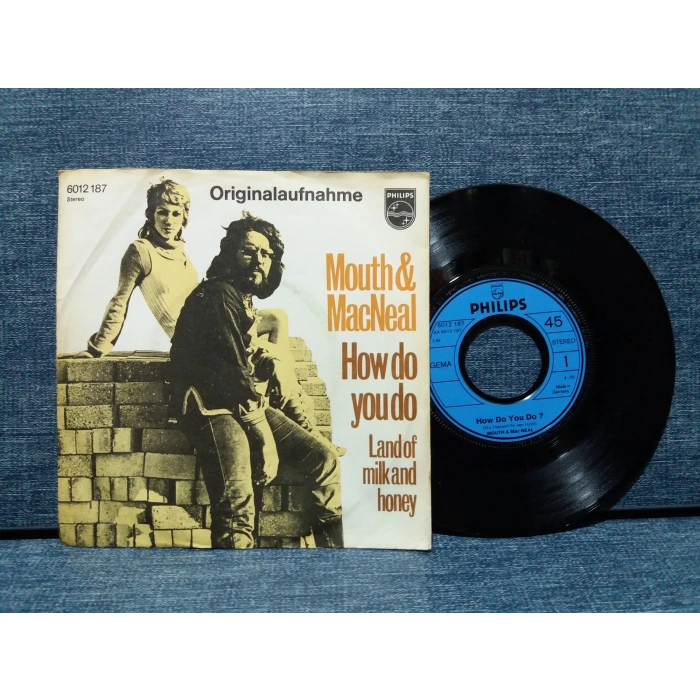 6012 187
Stereo
Originalaufnahme
PHILIPS
Mouth &
MacNeal
How do
you do
Land of
milk and
honey
PHILIPS
6012 187
45
STEREO
GEMA
1
Made in
Germany
How Do You Do ?
MOUTH & Mac NEAL